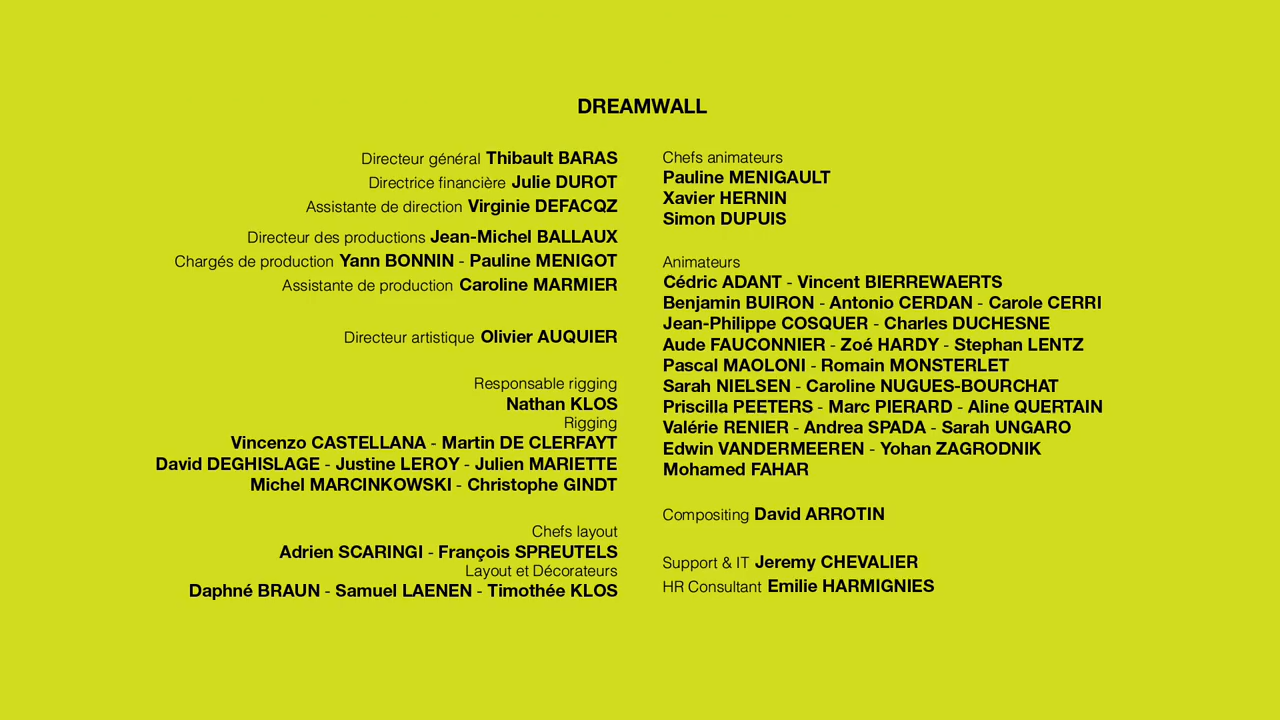 DREAMWALL
Directeur général Thibault BARAS
Directrice financière Julie DUROT
Assistante de direction Virginie DEFACQZ
Directeur des productions Jean-Michel BALLAUX
Chargés de production Yann BONNIN - Pauline MENIGOT
Assistante de production Caroline MARMIER
Directeur artistique Olivier AUQUIER
Responsable rigging
Nathan KLOS
Rigging
Vincenzo CASTELLANA - Martin DE CLERFAYT
David DEGHISLAGE - Justine LEROY - Julien MARIETTE
Michel MARCINKOWSKI - Christophe GINDT
Chefs layout
Adrien SCARINGI - François SPREUTELS
Layout et Décorateurs
Daphné BRAUN - Samuel LAENEN - Timothée KLOS
Chefs animateurs
Pauline MENIGAULT
Xavier HERNIN
Simon DUPUIS
Animateurs
Cédric ADANT - Vincent BIERREWAERTS
Benjamin BUIRON - Antonio CERDAN - Carole CERRI
Jean-Philippe COSQUER - Charles DUCHESNE
Aude FAUCONNIER - Zoé HARDY - Stephan LENTZ
Pascal MAOLONI - Romain MONSTERLET
Sarah NIELSEN - Caroline NUGUES-BOURCHAT
Priscilla PEETERS - Marc PIERARD - Aline QUERTAIN
Valérie RENIER - Andrea SPADA - Sarah UNGARO
Edwin VANDERMEEREN - Yohan ZAGRODNIK
Mohamed FAHAR
Compositing David ARROTIN
Support & IT Jeremy CHEVALIER
HR Consultant Emilie HARMIGNIES